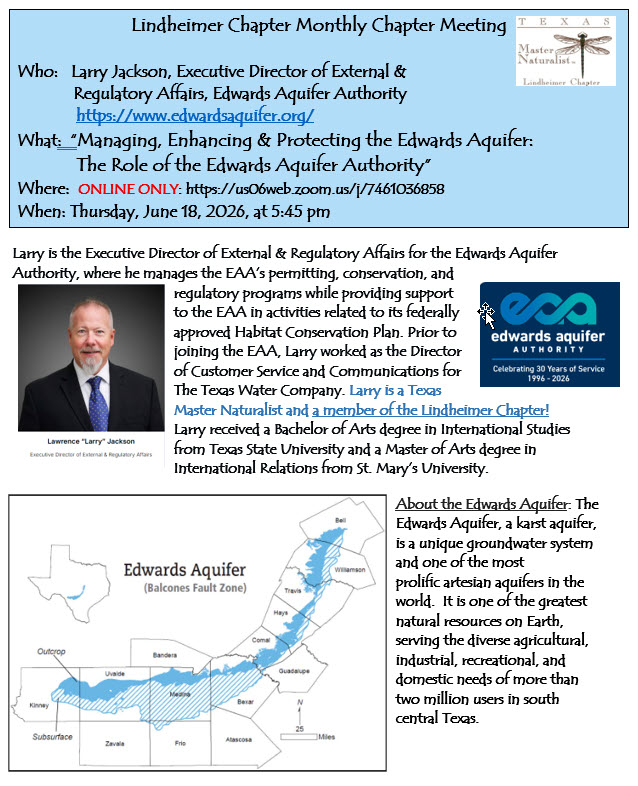 Lindheimer Chapter Monthly Chapter Meeting
TEXAS
Master
Naturalist
Lindheimer Chapter
Who: Larry Jackson, Executive Director of External &
Regulatory Affairs, Edwards Aquifer Authority
https://www.edwardsaquifer.org/
What: "Managing, Enhancing & Protecting the Edwards Aquifer:
The Role of the Edwards Aquifer Authority"
Where: ONLINE ONLY: https://us06web.zoom.us/j/7461036858
When: Thursday, June 18, 2026, at 5:45 pm
Larry is the Executive Director of External & Regulatory Affairs for the Edwards Aquifer
Authority, where he manages the EAA's permitting, conservation, and
regulatory programs while providing support
to the EAA in activities related to its federally
approved Habitat Conservation Plan. Prior to
joining the EAA, Larry worked as the Director
of Customer Service and Communications for
The Texas Water Company. Larry is a Texas
Master Naturalist and a member of the Lindheimer Chapter!
Larry received a Bachelor of Arts degree in International Studies
from Texas State University and a Master of Arts degree in
International Relations from St. Mary's University.
Lawrence "Larry" Jackson
Executive Director of External & Regulatory Affairs
eaa
edwards aquifer
AUTHORITY
Celebrating 30 Years of Service
1996 - 2026
Edwards Aquifer
(Balcones Fault Zone)
Bell
Williamson
Travis
Hays
Comal
Guadalupe
Bandera
Outcrop
Uvalde
Medina
Bexar
Kinney
Subsurface
Zavala
Frio
Atascosa
N
25
Miles
About the Edwards Aquifer: The
Edwards Aquifer, a karst aquifer,
is a unique groundwater system
and one of the most
prolific artesian aquifers in the
world. It is one of the greatest
natural resources on Earth,
serving the diverse agricultural,
industrial, recreational, and
domestic needs of more than
two million users in south
central Texas.